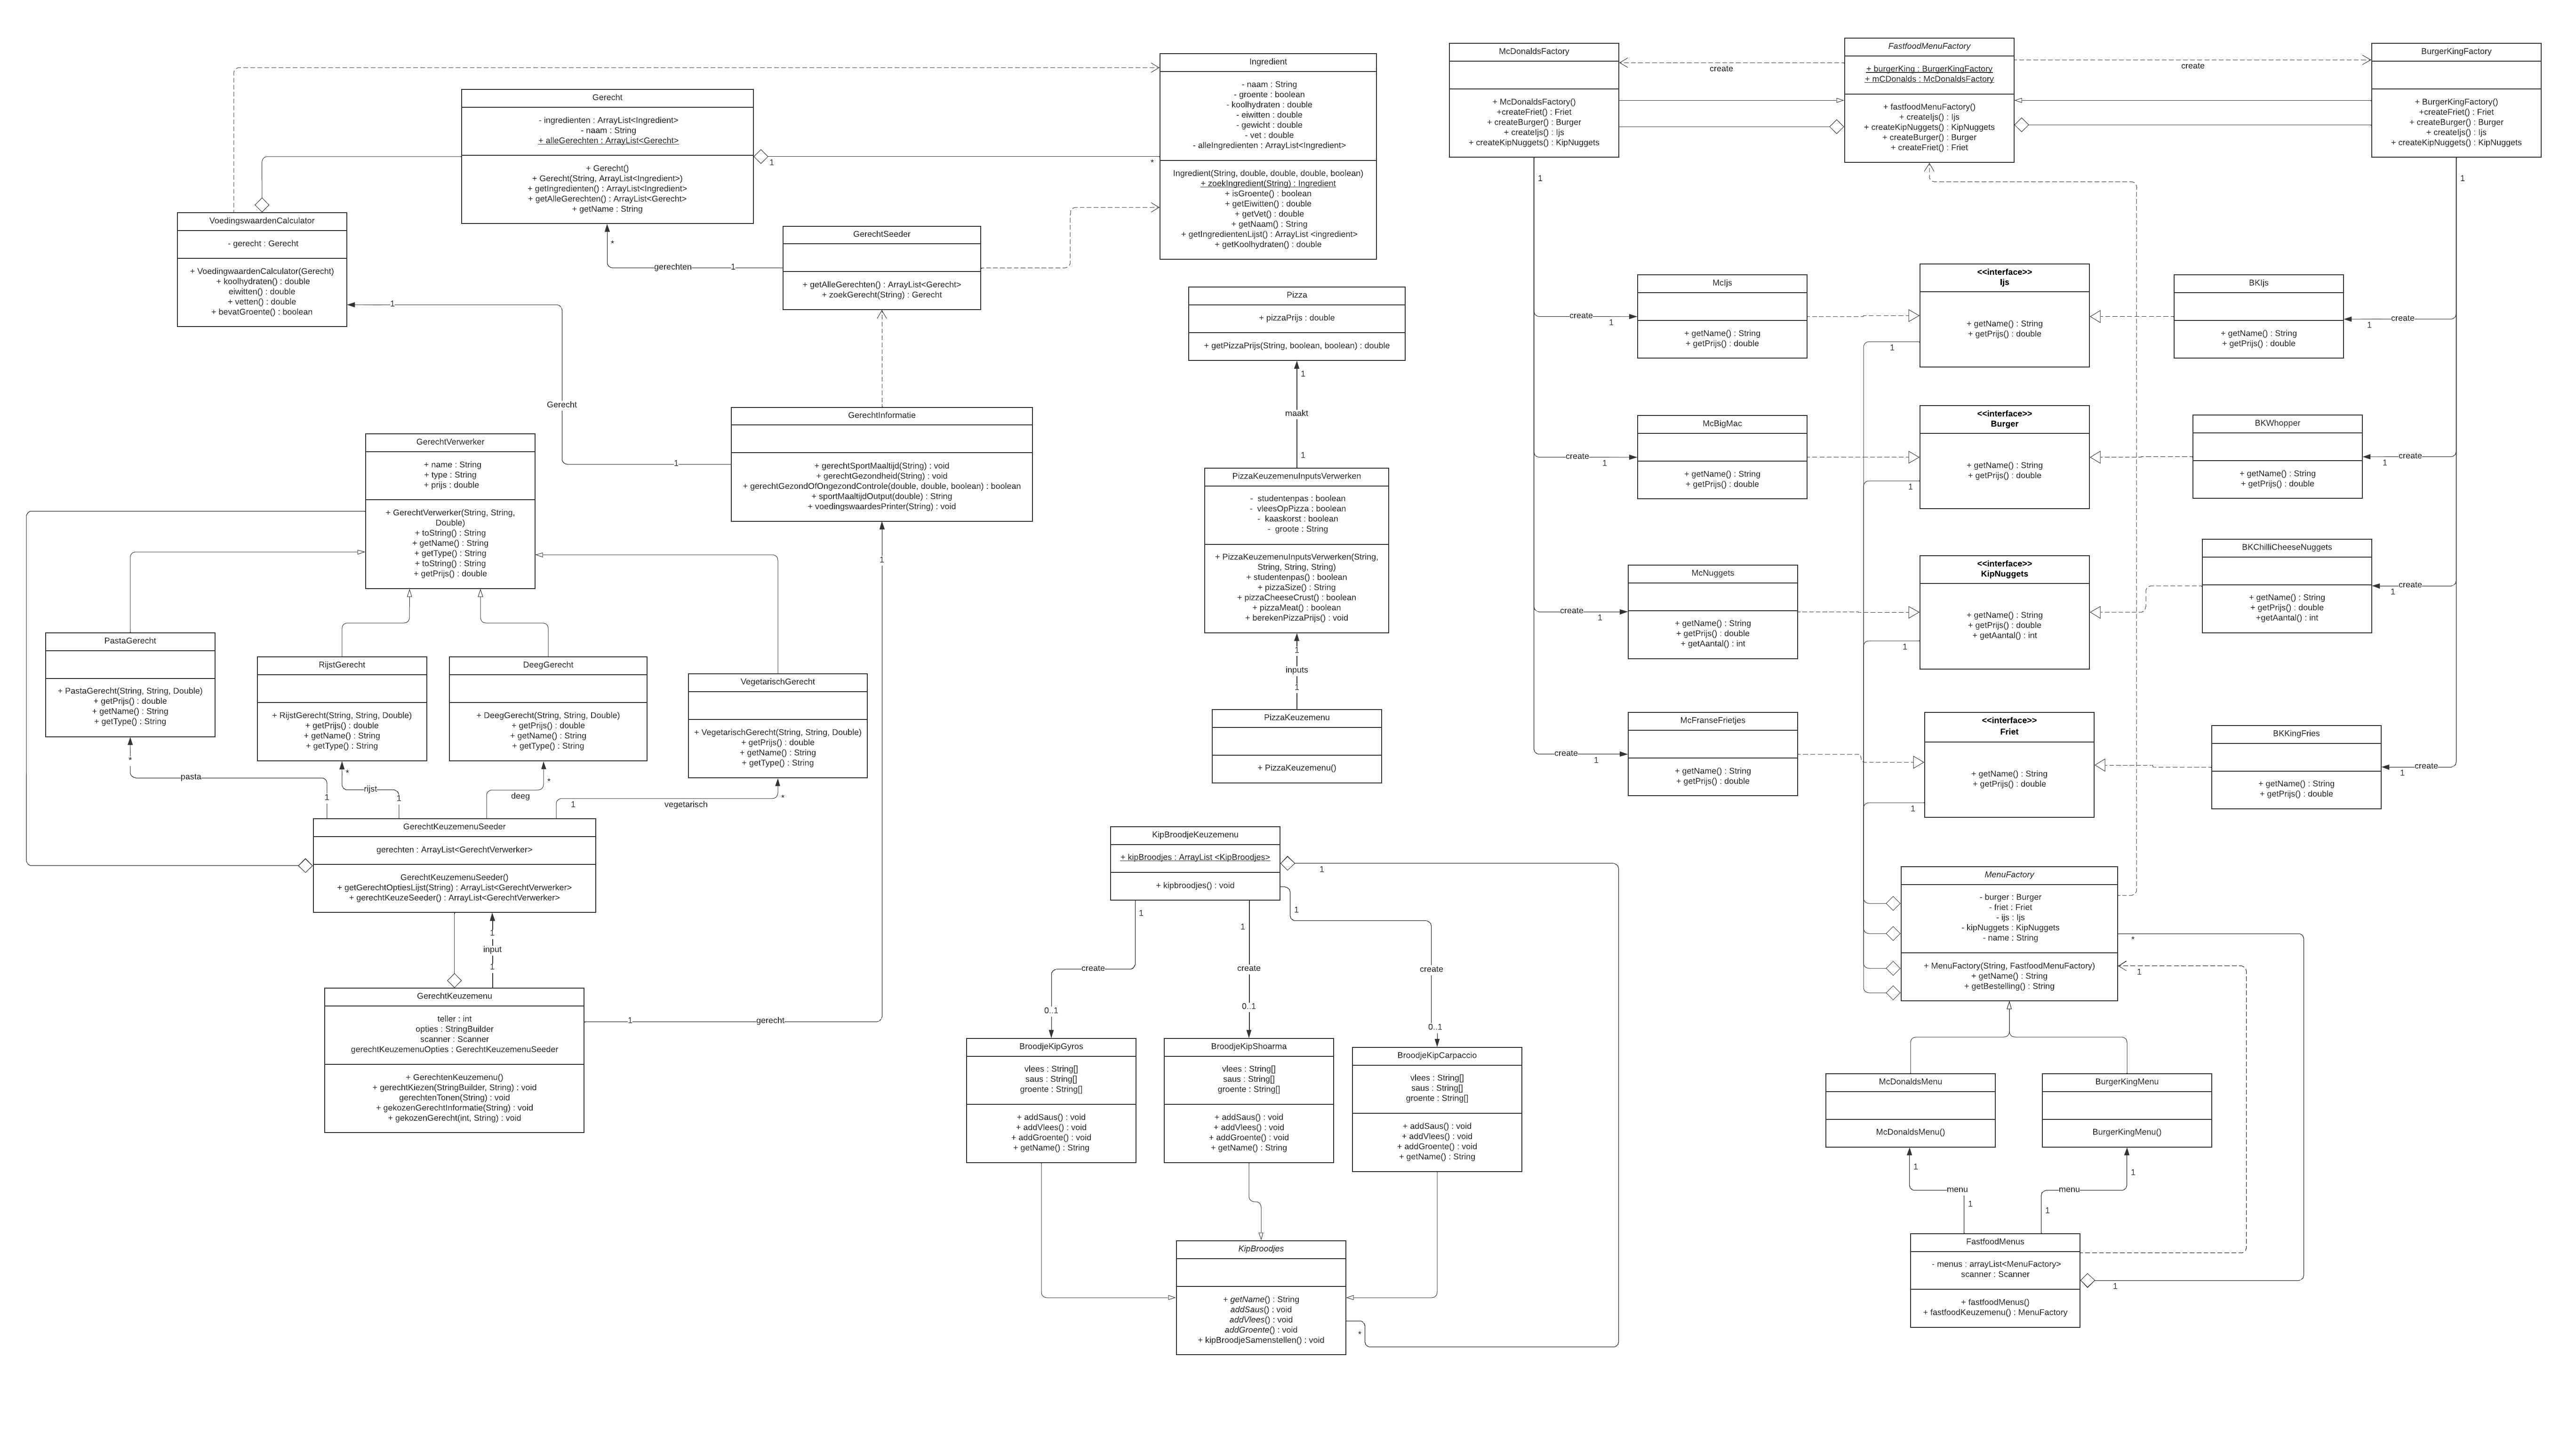 Gerecht
- ingredienten : ArrayList<Ingredient>
- naam : String
+ alleGerechten : ArrayList<Gerecht>
+ Gerecht()
+ Gerecht(String, ArrayList<Ingredient>)
+ getIngredienten() : ArrayList<Ingredient>
+ getAlleGerechten() : ArrayList<Gerecht>
+ getName : String
1
*
Ingredient
- naam : String
- groente : boolean
- koolhydraten : double
- eiwitten : double
- gewicht : double
- vet : double
- alleIngredienten : ArrayList<Ingredient>
Ingredient(String, double, double, double, boolean)
+ zoekIngredient(String) : Ingredient
+ isGroente() : boolean
+ getEiwitten() : double
+ getVet() : double
+ getNaam() : String
+ getIngredientenLijst() : ArrayList <ingredient>
+ getKoolhydraten() : double
VoedingswaardenCalculator
- gerecht : Gerecht
+ VoedingwaardenCalculator(Gerecht)
+ koolhydraten() : double
eiwitten() : double
+ vetten() : double
+ bevatGroente() : boolean
*
gerechten
1
GerechtSeeder
+ getAlleGerechten() : ArrayList<Gerecht>
+ zoekGerecht(String) : Gerecht
1
Gerecht
1
GerechtInformatie
+ gerechtSportMaaltijd(String) : void
+ gerechtGezondheid(String) : void
+ gerechtGezondOfOngezondControle(double, double, boolean) : boolean
+ sportMaaltijdOutput(double) : String
+ voedingswaardesPrinter(String) : void
1
GerechtVerwerker
+ name : String
+ type : String
+ prijs : double
+ GerechtVerwerker(String, String,
Double)
+ toString() : String
+ getName() : String
+ getType() : String
+ toString() : String
+ getPrijs() : double
PastaGerecht
+ PastaGerecht(String, String, Double)
+ getPrijs() : double
+ getName() : String
+ getType() : String
RijstGerecht
+ RijstGerecht(String, String, Double)
+ getPrijs() : double
+ getName() : String
+ getType() : String
DeegGerecht
+ DeegGerecht(String, String, Double)
+ getPrijs() : double
+ getName() : String
+ getType() : String
VegetarischGerecht
+ VegetarischGerecht(String, String, Double)
+ getPrijs() : double
+ getName() : String
+ getType() : String
*
pasta
1
*
rijst
1
*
deeg
1
vegetarisch
*
GerechtKeuzemenuSeeder
gerechten : ArrayList<GerechtVerwerker>
GerechtKeuzemenuSeeder()
+ getGerechtOptiesLijst(String) : ArrayList<GerechtVerwerker>
+ gerechtKeuzeSeeder() : ArrayList<GerechtVerwerker>
1
input
1
GerechtKeuzemenu
teller : int
opties : StringBuilder
scanner : Scanner
gerechtKeuzemenuOpties : GerechtKeuzemenuSeeder
+ GerechtenKeuzemenu()
+ gerechtKiezen(StringBuilder, String) : void
gerechtenTonen(String) : void
+ gekozenGerechtInformatie(String) : void
+ gekozenGerecht(int, String) : void
1
gerecht
Pizza
+ pizzaPrijs : double
+ getPizzaPrijs(String, boolean, boolean) : double
1
maakt
1
PizzaKeuzemenuInputsVerwerken
- studentenpas : boolean
- vleesOpPizza : boolean
- kaaskorst : boolean
- groote : String
+ PizzaKeuzemenuInputsVerwerken(String,
String, String, String)
+ studentenpas() : boolean
+ pizzaSize() : String
+ pizzaCheeseCrust() : boolean
+ pizzaMeat() : boolean
+ berekenPizzaPrijs() : void
1
inputs
1
PizzaKeuzemenu
+ PizzaKeuzemenu()
KipBroodjeKeuzemenu
+ kipBroodjes : ArrayList <KipBroodjes>
+ kipbroodjes() : void
1
1
create
0..1
1
create
0..1
1
create
0..1
BroodjeKipGyros
vlees : String[]
saus : String[]
groente : String[]
+ addSaus() : void
+ addVlees() : void
+ addGroente() : void
+ getName() : String
BroodjeKipShoarma
vlees : String[]
saus : String[]
groente : String[]
+ addSaus() : void
+ addVlees() : void
+ addGroente() : void
+ getName() : String
BroodjeKipCarpaccio
vlees : String[]
saus : String[]
groente : String[]
+ addSaus() : void
+ addVlees() : void
+ addGroente() : void
+ getName() : String
KipBroodjes
+ getName() : String
addSaus() : void
addVlees() : void
addGroente() : void
+ kipBroodjeSamenstellen() : void
*
McDonaldsFactory
+ McDonaldsFactory()
+createFriet() : Friet
+ createBurger() : Burger
+ createIjs() : Ijs
+ createKipNuggets() : KipNuggets
create
FastfoodMenuFactory
+ burgerKing : BurgerKingFactory
+ mCDonalds : McDonaldsFactory
+ fastfoodMenuFactory()
+ createIjs() : Ijs
+ createKipNuggets() : KipNuggets
+ createBurger() : Burger
+ createFriet() : Friet
create
BurgerKingFactory
+ BurgerKingFactory()
+createFriet() : Friet
+ createBurger() : Burger
+ createIjs() : Ijs
+ createKipNuggets() : KipNuggets
1
1
create
1
McIjs
+ getName() : String
+ getPrijs() : double
<<interface>>
Ijs
+ getName() : String
+ getPrijs() : double
1
BKIjs
+ getName() : String
+ getPrijs() : double
create
1
create
1
McBigMac
+ getName() : String
+ getPrijs() : double
<<interface>>
Burger
+ getName() : String
+ getPrijs() : double
1
BKWhopper
+ getName() : String
+ getPrijs() : double
create
1
create
1
McNuggets
+ getName() : String
+ getPrijs() : double
+ getAantal() : int
<<interface>>
KipNuggets
+ getName() : String
+ getPrijs() : double
+ getAantal() : int
1
BKChilliCheeseNuggets
+ getName() : String
+ getPrijs() : double
+getAantal() : int
create
1
create
1
McFranseFrietjes
+ getName() : String
+ getPrijs() : double
<<interface>>
Friet
+ getName() : String
+ getPrijs() : double
1
BKKingFries
+ getName() : String
+ getPrijs() : double
create
1
MenuFactory
- burger : Burger
- friet : Friet
- ijs : Ijs
- kipNuggets : KipNuggets
- name : String
+ MenuFactory(String, FastfoodMenuFactory)
+ getName() : String
+ getBestelling() : String
*
1
McDonaldsMenu
McDonaldsMenu()
BurgerKingMenu
BurgerKingMenu()
1
menu
1
1
menu
1
FastfoodMenus
- menus : arrayList<MenuFactory>
scanner : Scanner
+ fastfoodMenus()
+ fastfoodKeuzemenu() : MenuFactory
1